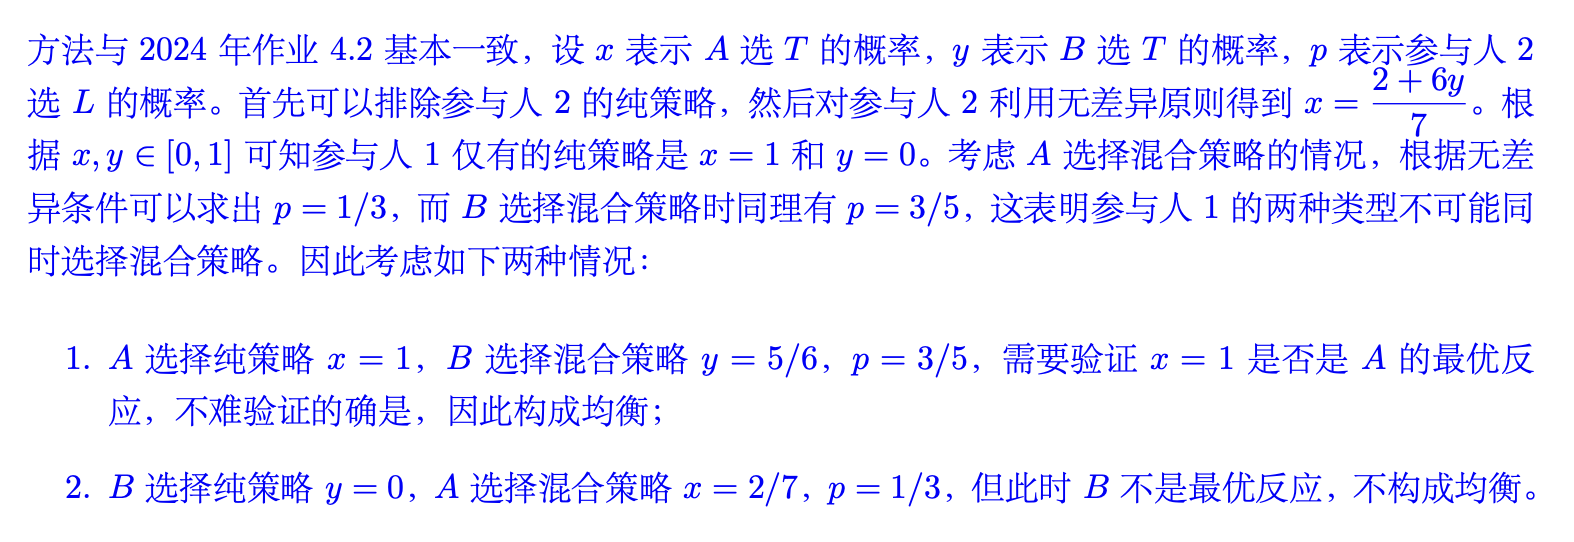 方法与 2024 年作业 4.2 基本一致，设 x 表示 A 选 T 的概率，y 表示 B 选 T 的概率，p 表示参与人 2
选 L 的概率。首先可以排除参与人 2 的纯策略，然后对参与人 2 利用无差异原则得到 x = \frac{2 + 6y}{7}。根
据 x, y ∈ [0, 1] 可知参与人 1 仅有的纯策略是 x = 1 和 y = 0。考虑 A 选择混合策略的情况，根据无差
异条件可以求出 p = 1/3，而 B 选择混合策略时同理有 p = 3/5，这表明参与人 1 的两种类型不可能同
时选择混合策略。因此考虑如下两种情况：
1. A 选择纯策略 x = 1，B 选择混合策略 y = 5/6，p = 3/5，需要验证 x = 1 是否是 A 的最优反
应，不难验证的确是，因此构成均衡；
2. B 选择纯策略 y = 0，A 选择混合策略 x = 2/7，p = 1/3，但此时 B 不是最优反应，不构成均衡。